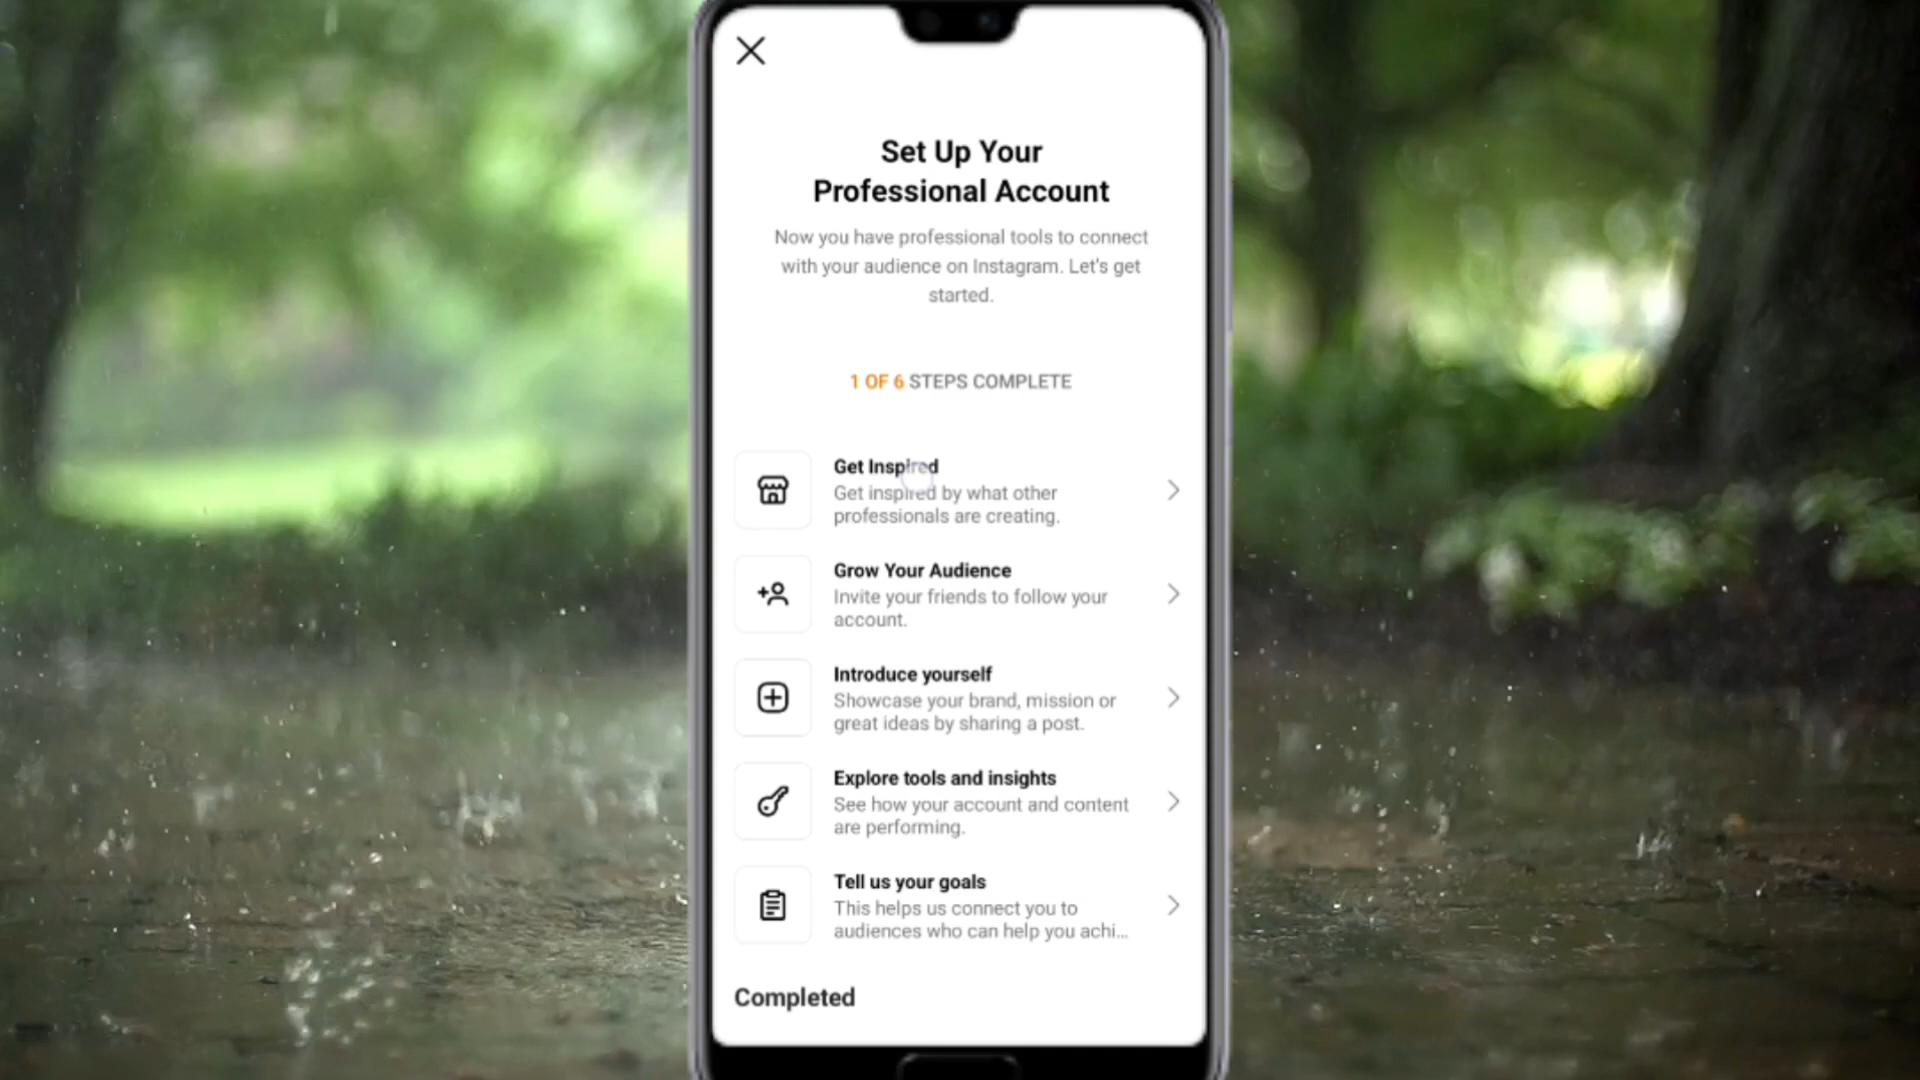 Set Up Your
Professional Account
Now you have professional tools to connect
with your audience on Instagram. Let's get
started.
1 OF 6 STEPS COMPLETE
Get Inspired
Get inspired by what other
professionals are creating.
Grow Your Audience
Invite your friends to follow your
account.
Introduce yourself
Showcase your brand, mission or
great ideas by sharing a post.
Explore tools and insights
See how your account and content
are performing.
Tell us your goals
This helps us connect you to
audiences who can help you achi...
Completed